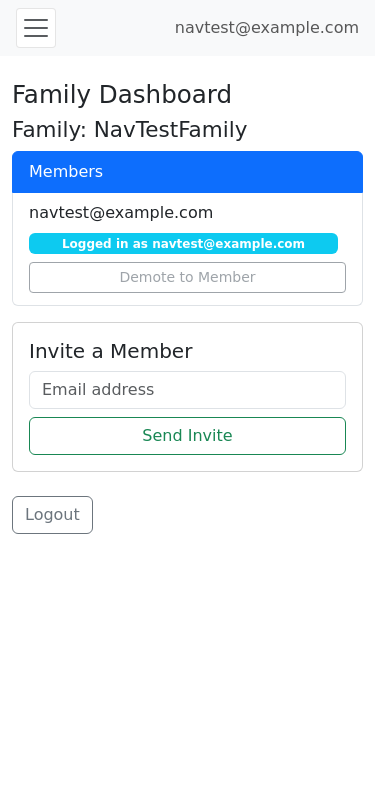 navtest@example.com
Family Dashboard
Family: NavTestFamily
Members
navtest@example.com
Logged in as navtest@example.com
Demote to Member
Invite a Member
Email address
Send Invite
Logout